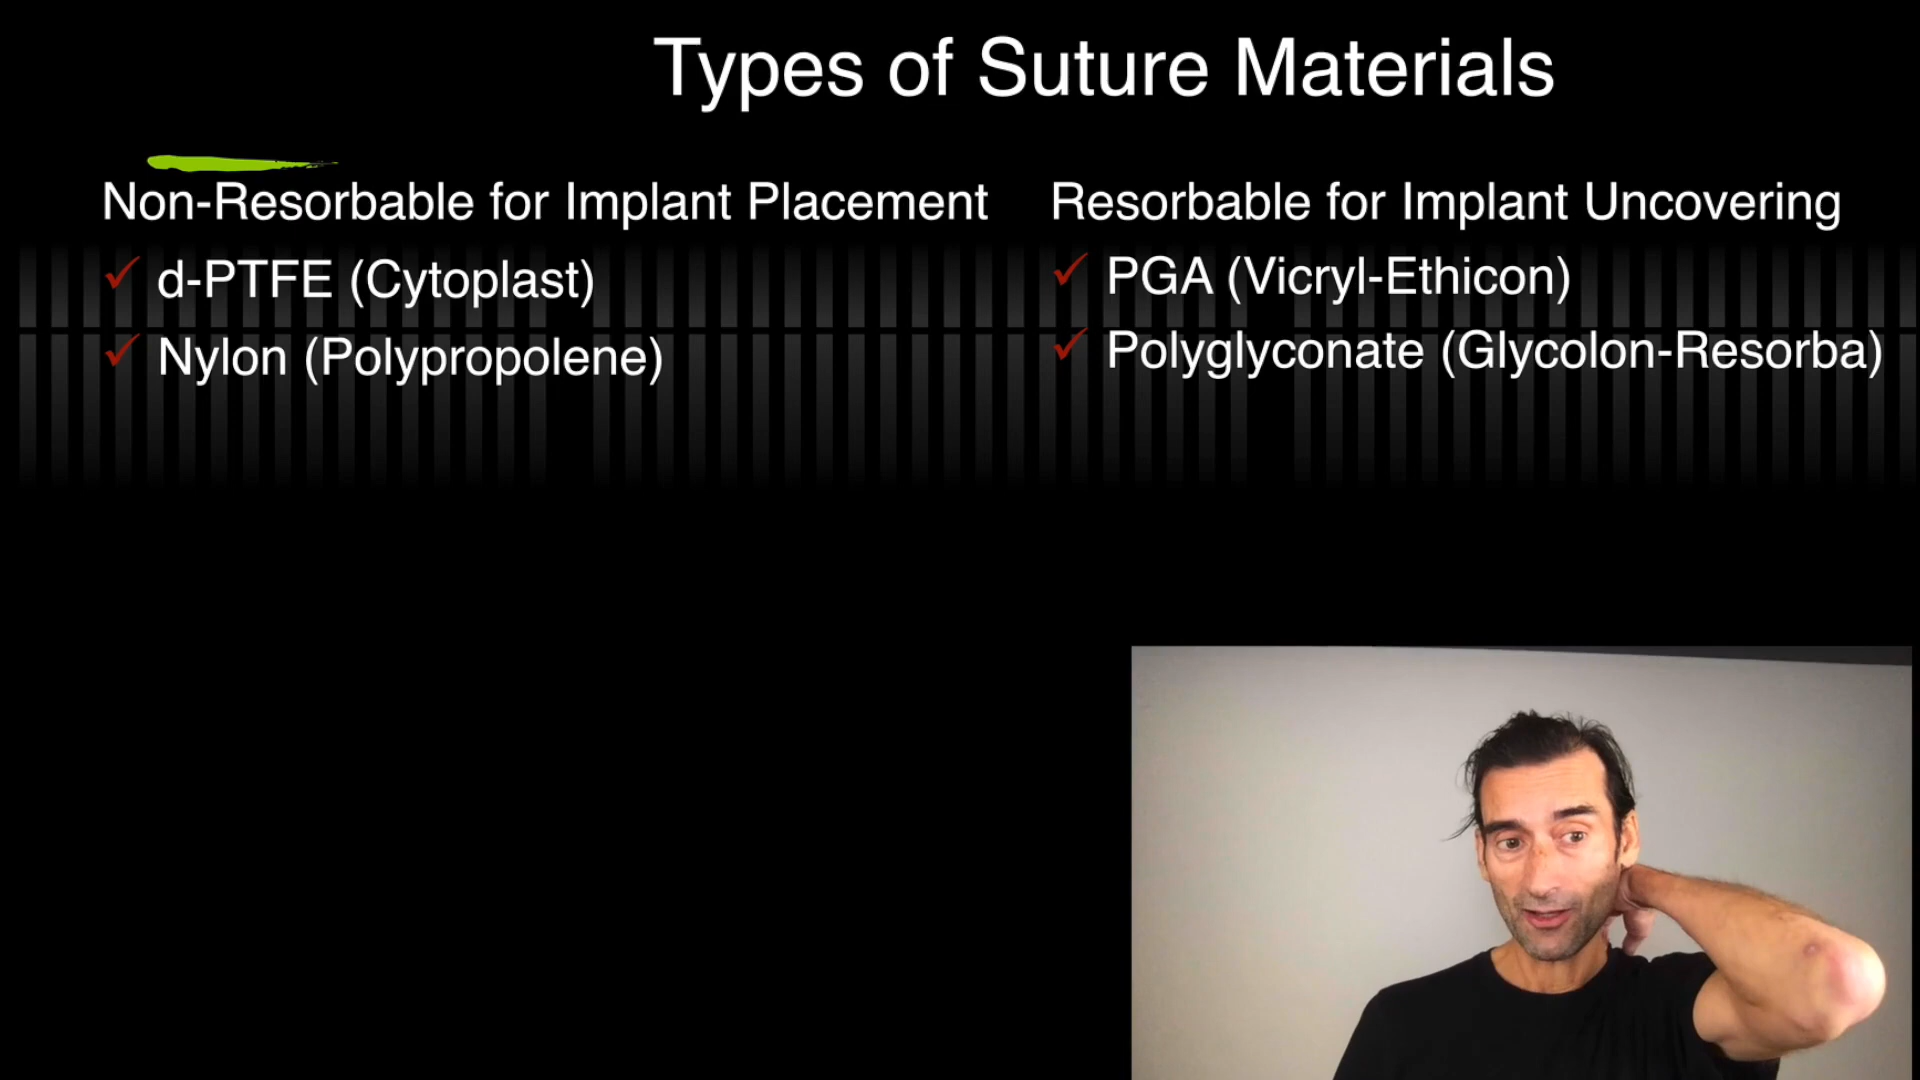 Types of Suture Materials
Non-Resorbable for Implant Placement
d-PTFE (Cytoplast)
Nylon (Polypropolene)
Resorbable for Implant Uncovering
PGA (Vicryl-Ethicon)
Polyglyconate (Glycolon-Resorba)